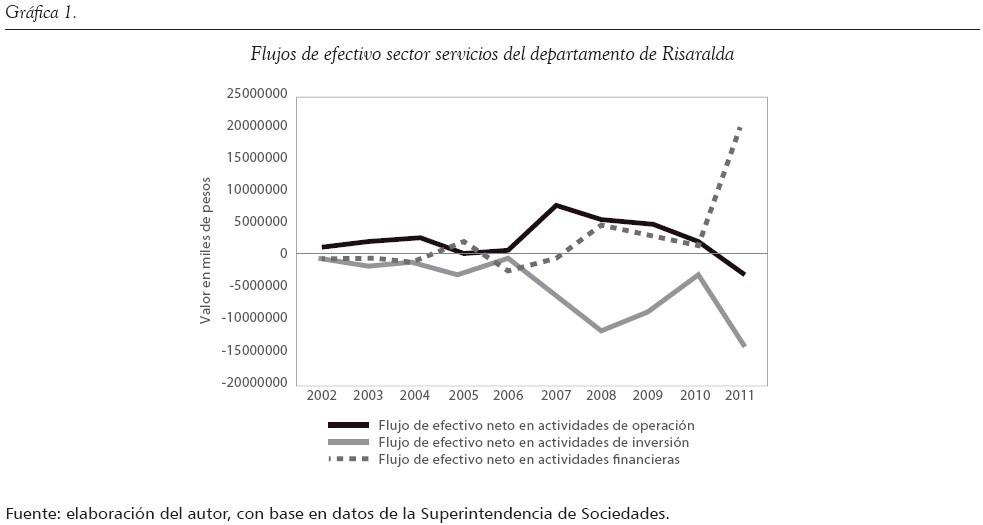 Gráfica 1.
Flujos de efectivo sector servicios del departamento de Risaralda
Valor en miles de pesos
25000000
20000000
15000000
10000000
5000000
0
-5000000
-10000000
-15000000
-20000000
2002 2003 2004 2005 2006 2007 2008 2009 2010 2011
Flujo de efectivo neto en actividades de operación
Flujo de efectivo neto en actividades de inversión
Flujo de efectivo neto en actividades financieras
Fuente: elaboración del autor, con base en datos de la Superintendencia de Sociedades.